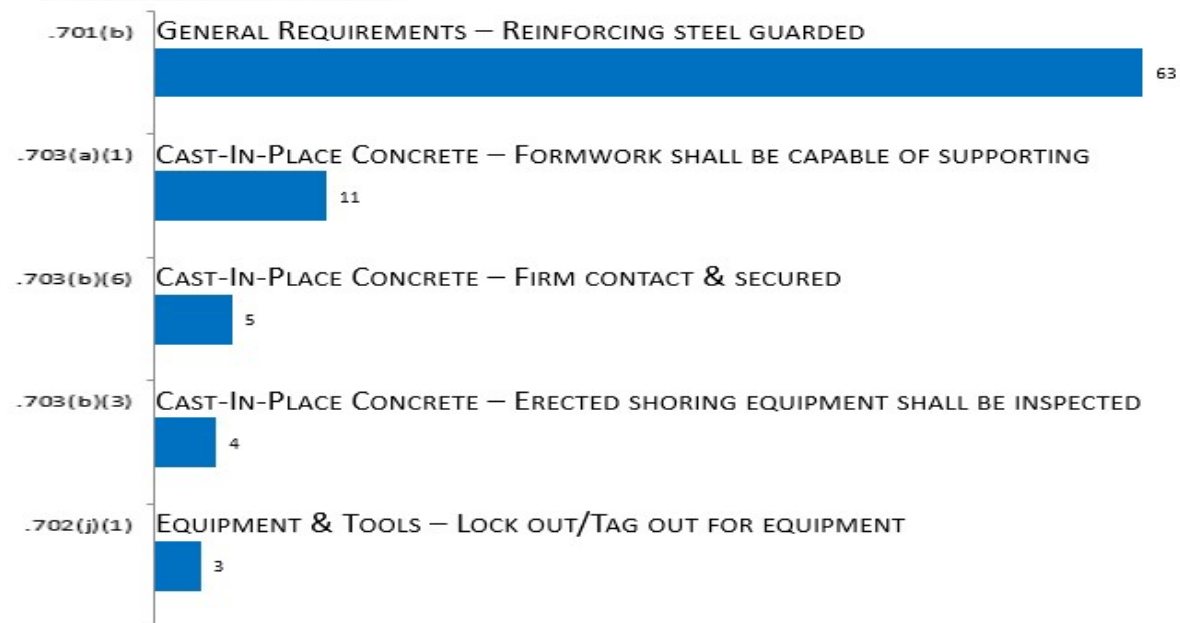 .701(b) General Requirements – Reinforcing steel guarded
63
.703(a)(1) Cast-In-Place Concrete – Formwork shall be capable of supporting
11
.703(b)(6) Cast-In-Place Concrete – Firm contact & secured
5
.703(b)(3) Cast-In-Place Concrete – Erected shoring equipment shall be inspected
4
.702(j)(1) Equipment & Tools – Lock out/Tag out for equipment
3